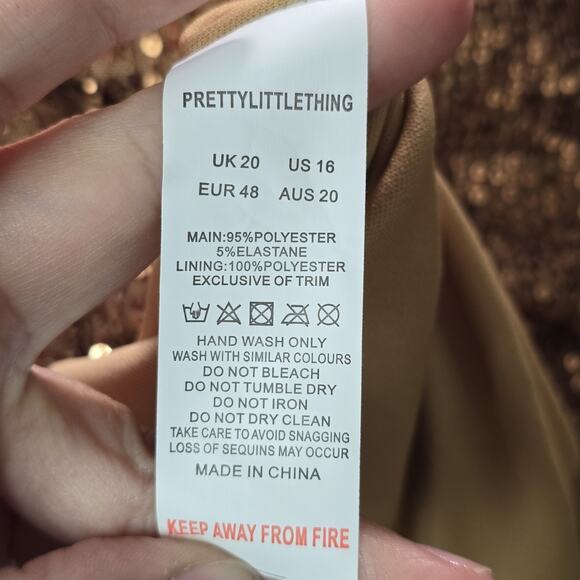 PRETTYLITTLETHING
UK 20 US 16
EUR 48 AUS 20
MAIN:95%POLYESTER
5%ELASTANE
LINING:100%POLYESTER
EXCLUSIVE OF TRIM
HAND WASH ONLY
WASH WITH SIMILAR COLOURS
DO NOT BLEACH
DO NOT TUMBLE DRY
DO NOT IRON
DO NOT DRY CLEAN
TAKE CARE TO AVOID SNAGGING
LOSS OF SEQUINS MAY OCCUR
MADE IN CHINA
KEEP AWAY FROM FIRE